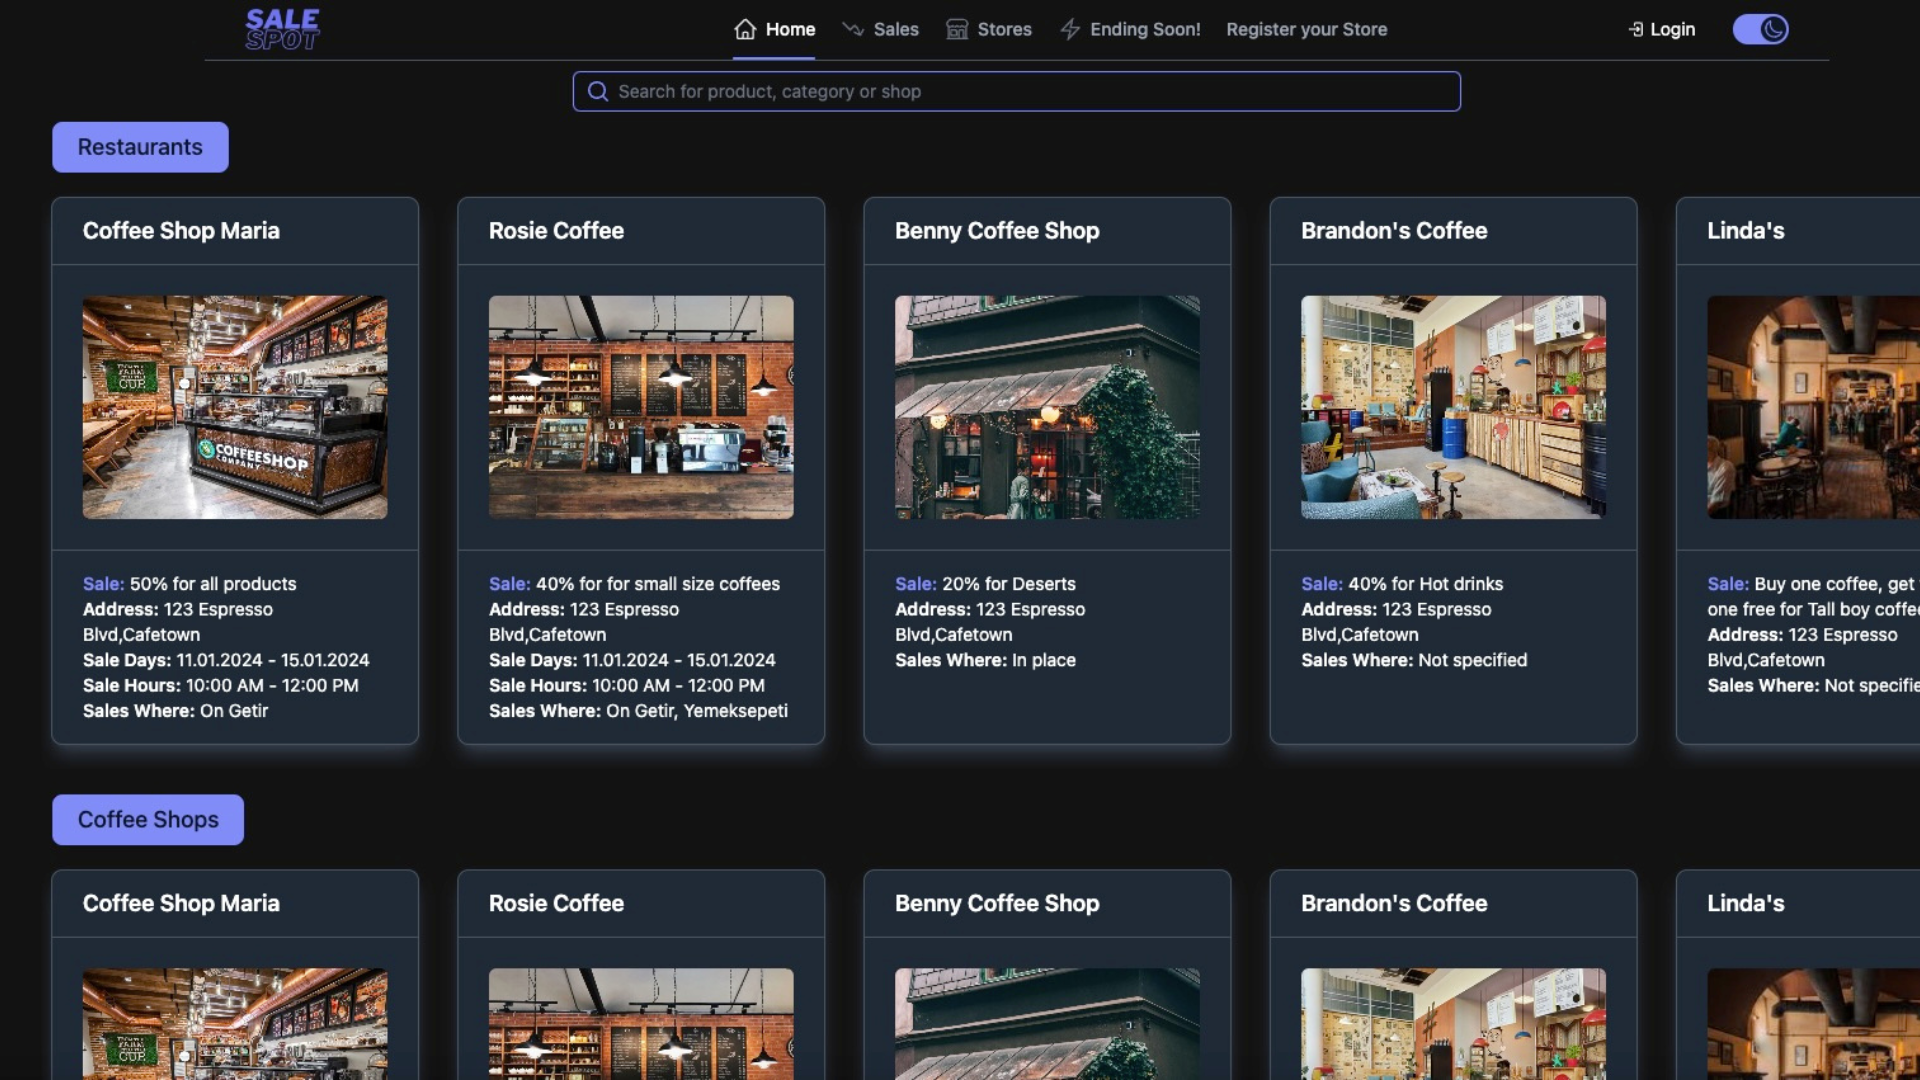 SALE
SPOT
Home
Sales
Stores
Ending Soon!
Register your Store
Login
Search for product, category or shop
Restaurants
Coffee Shop Maria
Rosie Coffee
Benny Coffee Shop
Brandon's Coffee
Linda's
COFFEESHOP
COMPANY
Sale: 50% for all products
Address: 123 Espresso
Blvd,Cafetown
Sale Days: 11.01.2024 - 15.01.2024
Sale Hours: 10:00 AM - 12:00 PM
Sales Where: On Getir
Sale: 40% for for small size coffees
Address: 123 Espresso
Blvd,Cafetown
Sale Days: 11.01.2024 - 15.01.2024
Sale Hours: 10:00 AM - 12:00 PM
Sales Where: On Getir, Yemeksepeti
Sale: 20% for Deserts
Address: 123 Espresso
Blvd,Cafetown
Sales Where: In place
Sale: 40% for Hot drinks
Address: 123 Espresso
Blvd,Cafetown
Sales Where: Not specified
Sale: Buy one coffee, get
one free for Tall boy coffe
Address: 123 Espresso
Blvd,Cafetown
Sales Where: Not specifie
Coffee Shops
Coffee Shop Maria
Rosie Coffee
Benny Coffee Shop
Brandon's Coffee
Linda's